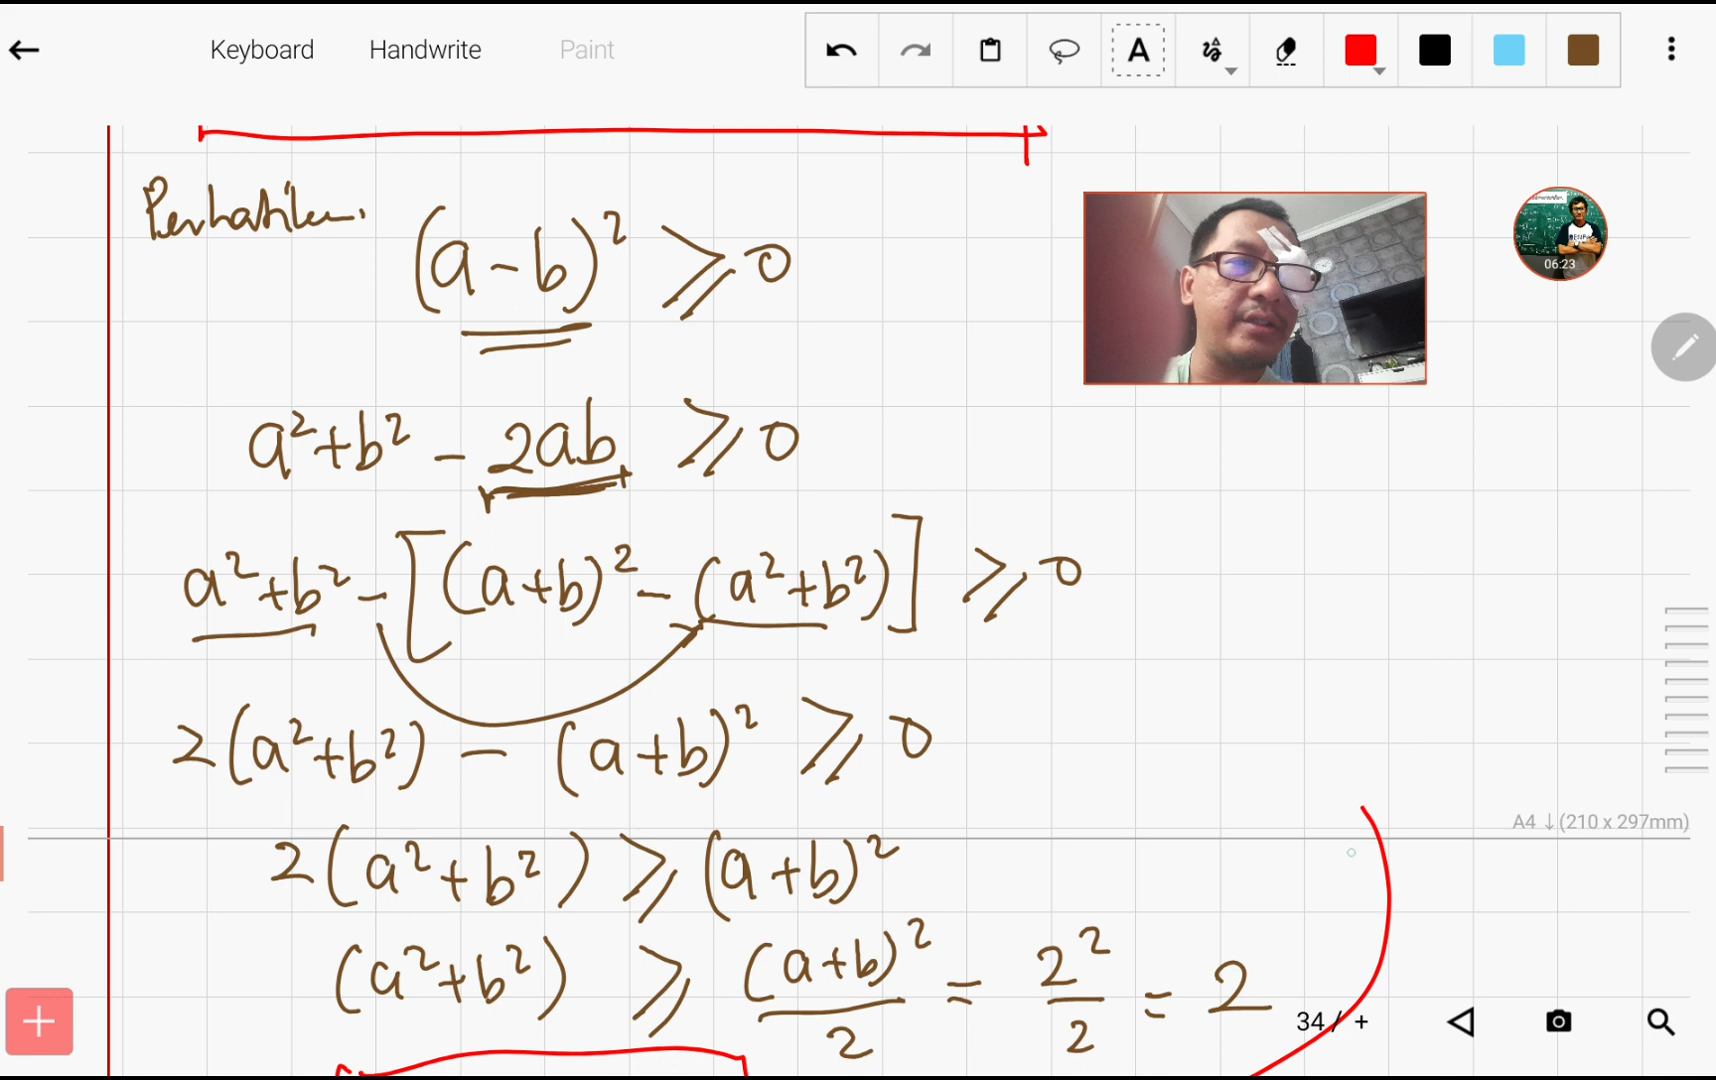 Keyboard Handwrite Paint A
Perhatikan.
(a-b)² ⩾ 0
06:23
a²+b² - 2ab ⩾ 0
a²+b² - [(a+b)² - (a²+b²)] ⩾ 0
2(a²+b²) - (a+b)² ⩾ 0
A4 ↓(210 x 297mm)
2(a²+b²) ⩾ (a+b)²
(a²+b²) ⩾ (a+b)²/2 = 2²/2 = 2
34 / +